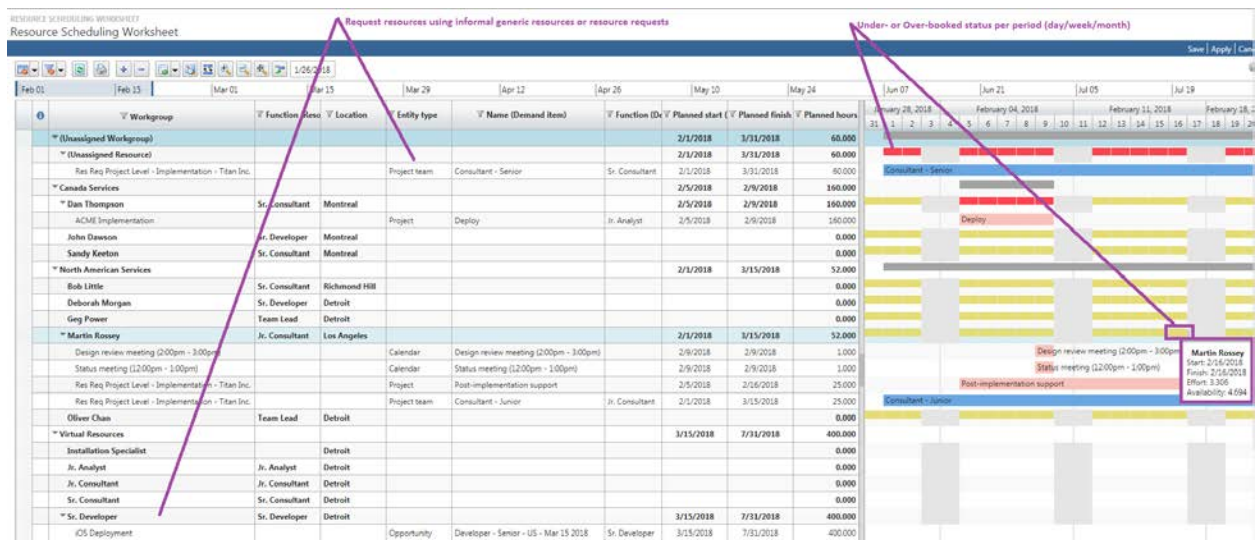 RESOURCE SCHEDULING WORKSHEET
Resource Scheduling Worksheet
Request resources using informal generic resources or resource requests
Under- or Over-booked status per period (day/week/month)
Save | Apply | Can
1/26/2018
Feb 01 Feb 15 Mar 01 Mar 15 Mar 29 Apr 12 Apr 26 May 10 May 24 Jun 07 Jun 21 Jul 05 Jul 19
Workgroup Function (Reso Location Entity type Name (Demand item) Function (De Planned start ( Planned finish Planned hours
January 28, 2018 February 04, 2018 February 11, 2018 February 18, 2
31 1 2 3 4 5 6 7 8 9 10 11 12 13 14 15 16 17 18 19 20
(Unassigned Workgroup) 2/1/2018 3/31/2018 60.000
(Unassigned Resource) 2/1/2018 3/31/2018 60.000
Res Req Project Level - Implementation - Titan Inc. Project team Consultant - Senior Sr. Consultant 2/1/2018 3/31/2018 60.000 Consultant - Senior
Canada Services 2/5/2018 2/9/2018 160.000
Dan Thompson Sr. Consultant Montreal 2/5/2018 2/9/2018 160.000
ACME Implementation Project Deploy Jr. Analyst 2/5/2018 2/9/2018 160.000 Deploy
John Dawson Sr. Developer Montreal 0.000
Sandy Keeton Sr. Consultant Montreal 0.000
North American Services 2/1/2018 3/15/2018 52.000
Bob Little Sr. Consultant Richmond Hill 0.000
Deborah Morgan Sr. Developer Detroit 0.000
Geg Power Team Lead Detroit 0.000
Martin Rossey Jr. Consultant Los Angeles 2/1/2018 3/15/2018 52.000
Design review meeting (2:00pm - 3:00pm) Calendar Design review meeting (2:00pm - 3:00pm) 2/9/2018 2/9/2018 1.000 Design review meeting (2:00pm - 3:00pm
Status meeting (12:00pm - 1:00pm) Calendar Status meeting (12:00pm - 1:00pm) 2/9/2018 2/9/2018 1.000 Status meeting (12:00pm - 1:00pm)
Res Req Project Level - Implementation - Titan Inc. Project Post-implementation support 2/5/2018 2/16/2018 25.000 Post-implementation support
Res Req Project Level - Implementation - Titan Inc. Project team Consultant - Junior Jr. Consultant 2/1/2018 3/15/2018 25.000 Consultant - Junior
Martin Rossey
Start: 2/16/2018
Finish: 2/16/2018
Effort: 3.306
Availability: 4.694
Oliver Chan Team Lead Detroit 0.000
Virtual Resources 3/15/2018 7/31/2018 400.000
Installation Specialist Detroit 0.000
Jr. Analyst Jr. Analyst Detroit 0.000
Jr. Consultant Jr. Consultant Detroit 0.000
Sr. Consultant Sr. Consultant Detroit 0.000
Sr. Developer Sr. Developer Detroit 3/15/2018 7/31/2018 400.000
iOS Deployment Opportunity Developer - Senior - US - Mar 15 2018 Sr. Developer 3/15/2018 7/31/2018 400.000